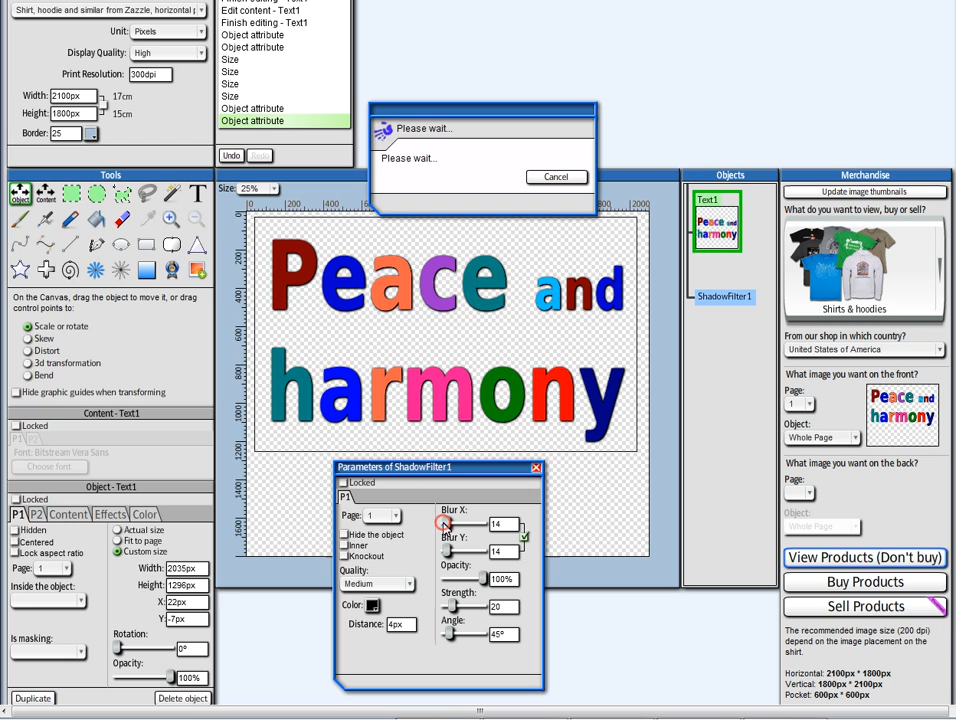 Shirt, hoodie and similar from Zazzle, horizontal p
Unit: Pixels
Display Quality: High
Print Resolution: 300dpi
Width: 2100px 17cm
Height: 1800px 15cm
Border: 25
Finish editing - Text1
Edit content - Text1
Finish editing - Text1
Object attribute
Object attribute
Size
Size
Size
Size
Object attribute
Object attribute
Undo Redo
Please wait...
Please wait...
Cancel
Tools
Object Content
T
On the Canvas, drag the object to move it, or drag
control points to:
Scale or rotate
Skew
Distort
3d transformation
Bend
Hide graphic guides when transforming
Content - Text1
Locked
P1 P2
Font: Bitstream Vera Sans
Choose font
Object - Text1
Locked
P1 P2 Content Effects Color
Hidden
Centered
Lock aspect ratio
Page: 1
Inside the object:
Is masking:
Actual size
Fit to page
Custom size
Width: 2035px
Height: 1296px
X: 22px
Y: -7px
Rotation:
0°
Opacity:
100%
Duplicate Delete object
Size: 25%
0 200 400 2000
0 200 400 600 800 1000 1200 1400 1600
Peace and
harmony
Parameters of ShadowFilter1
Locked
P1
Page: 1
Hide the object
Inner
Knockout
Quality:
Medium
Color:
Distance: 4px
Blur X:
14
Blur Y:
14
Opacity:
100%
Strength:
20
Angle:
45°
Objects
Text1
Peace and
harmony
ShadowFilter1
Merchandise
Update image thumbnails
What do you want to view, buy or sell?
Shirts & hoodies
From our shop in which country?
United States of America
What image you want on the front?
Page:
1
Object:
Whole Page
Peace and
harmony
What image you want on the back?
Page:
Object:
Whole Page
View Products (Don't buy)
Buy Products
Sell Products
The recommended image size (200 dpi)
depend on the image placement on the
shirt.
Horizontal: 2100px * 1800px
Vertical: 1800px * 2100px
Pocket: 600px * 600px